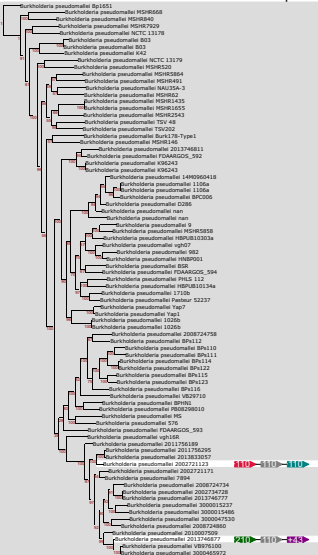 Burkholderia pseudomallei Bp1651
Burkholderia pseudomallei MSHR668
Burkholderia pseudomallei MSHR840
Burkholderia pseudomallei MSHR7929
Burkholderia pseudomallei NCTC 13178
Burkholderia pseudomallei B03
Burkholderia pseudomallei B03
Burkholderia pseudomallei K42
Burkholderia pseudomallei NCTC 13179
Burkholderia pseudomallei MSHR520
Burkholderia pseudomallei MSHR5864
Burkholderia pseudomallei MSHR491
Burkholderia pseudomallei NAU35A-3
Burkholderia pseudomallei MSHR62
Burkholderia pseudomallei MSHR1435
Burkholderia pseudomallei MSHR1655
Burkholderia pseudomallei MSHR2543
Burkholderia pseudomallei TSV 48
Burkholderia pseudomallei TSV202
Burkholderia pseudomallei Burk178-Type1
Burkholderia pseudomallei MSHR146
Burkholderia pseudomallei 2013746811
Burkholderia pseudomallei FDAARGOS_592
Burkholderia pseudomallei K96243
Burkholderia pseudomallei K96243
Burkholderia pseudomallei 14M0960418
Burkholderia pseudomallei 1106a
Burkholderia pseudomallei 1106a
Burkholderia pseudomallei BPC006
Burkholderia pseudomallei D286
Burkholderia pseudomallei nan
Burkholderia pseudomallei nan
Burkholderia pseudomallei 9
Burkholderia pseudomallei MSHR5858
Burkholderia pseudomallei HBPUB10303a
Burkholderia pseudomallei vgh07
Burkholderia pseudomallei 982
Burkholderia pseudomallei HNBP001
Burkholderia pseudomallei BSR
Burkholderia pseudomallei FDAARGOS_594
Burkholderia pseudomallei PHLS 112
Burkholderia pseudomallei HBPUB10134a
Burkholderia pseudomallei 1710b
Burkholderia pseudomallei Pasteur 52237
Burkholderia pseudomallei Yap7
Burkholderia pseudomallei Yap1
Burkholderia pseudomallei 1026b
Burkholderia pseudomallei 1026b
Burkholderia pseudomallei 2008724758
Burkholderia pseudomallei BPs112
Burkholderia pseudomallei BPs110
Burkholderia pseudomallei BPs111
Burkholderia pseudomallei BPs114
Burkholderia pseudomallei BPs122
Burkholderia pseudomallei BPs115
Burkholderia pseudomallei BPs123
Burkholderia pseudomallei BPs116
Burkholderia pseudomallei VB29710
Burkholderia pseudomallei BPHN1
Burkholderia pseudomallei PB08298010
Burkholderia pseudomallei MS
Burkholderia pseudomallei 576
Burkholderia pseudomallei FDAARGOS_593
Burkholderia pseudomallei vgh16R
Burkholderia pseudomallei 2011756189
Burkholderia pseudomallei 2011756295
Burkholderia pseudomallei 2013833057
Burkholderia pseudomallei 2002721123 110 110 110
Burkholderia pseudomallei 2002721171
Burkholderia pseudomallei 7894
Burkholderia pseudomallei 2008724734
Burkholderia pseudomallei 2002734728
Burkholderia pseudomallei 2013746777
Burkholderia pseudomallei 3000015237
Burkholderia pseudomallei 3000015486
Burkholderia pseudomallei 3000047530
Burkholderia pseudomallei 2008724860
Burkholderia pseudomallei 2010007509
Burkholderia pseudomallei 2013746877 210 110 +43
Burkholderia pseudomallei VB976100
Burkholderia pseudomallei 3000465972